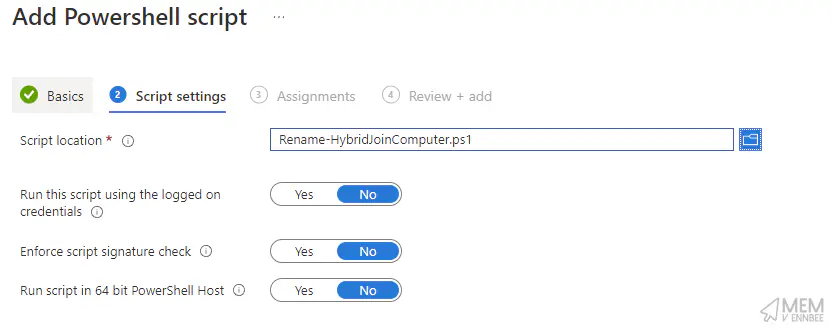 Add Powershell script ...
Basics 2 Script settings 3 Assignments 4 Review + add
Script location * Rename-HybridJoinComputer.ps1
Run this script using the logged on Yes No
credentials
Enforce script signature check Yes No
Run script in 64 bit PowerShell Host Yes No
MEM
V ENNBEE